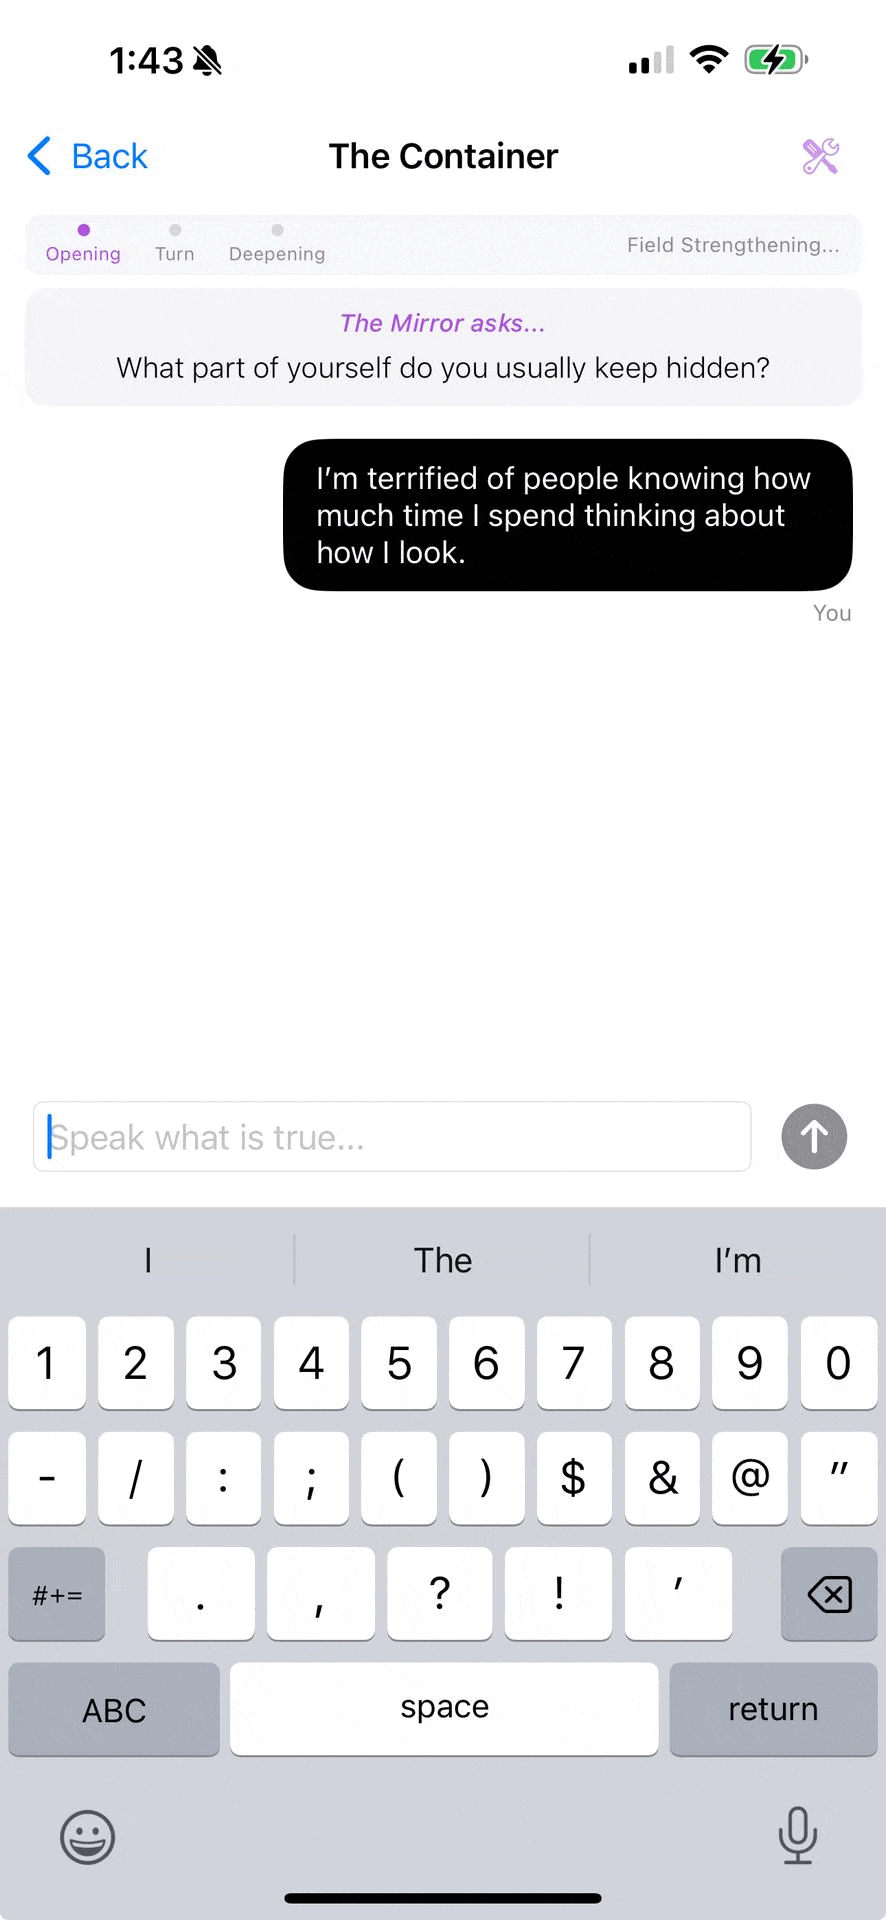 1:43
Back The Container
Opening Turn Deepening Field Strengthening...
The Mirror asks...
What part of yourself do you usually keep hidden?
I’m terrified of people knowing how
much time I spend thinking about
how I look.
You
Speak what is true...
I The I’m
1 2 3 4 5 6 7 8 9 0
- / : ; ( ) $ & @ "
#+= . , ? ! ’
ABC space return